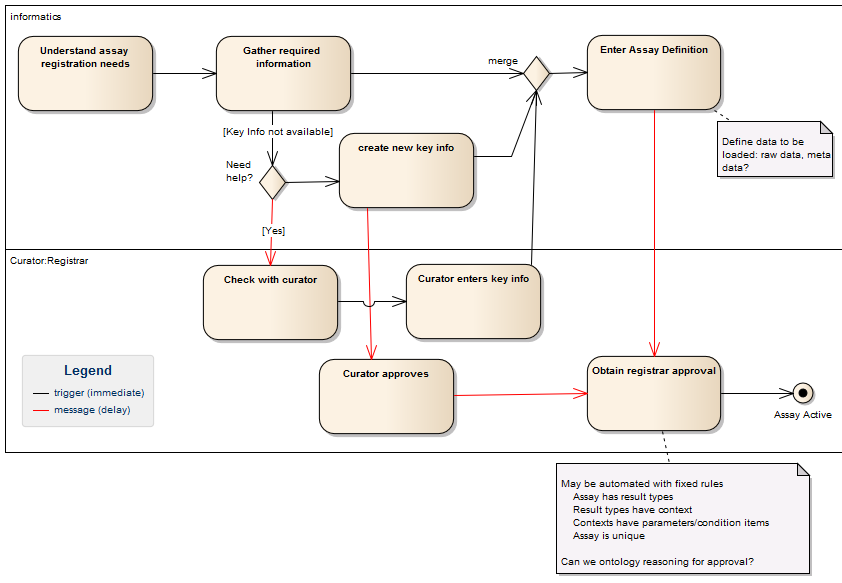 informatics
Understand assay
registration needs
Gather required
information
merge
Enter Assay Definition
Define data to be
loaded: raw data, meta
data?
[Key Info not available]
Need
help?
create new key info
[Yes]
Curator:Registrar
Check with curator
Curator enters key info
Legend
trigger (immediate)
message (delay)
Curator approves
Obtain registrar approval
Assay Active
May be automated with fixed rules
Assay has result types
Result types have context
Contexts have parameters/condition items
Assay is unique
Can we ontology reasoning for approval?